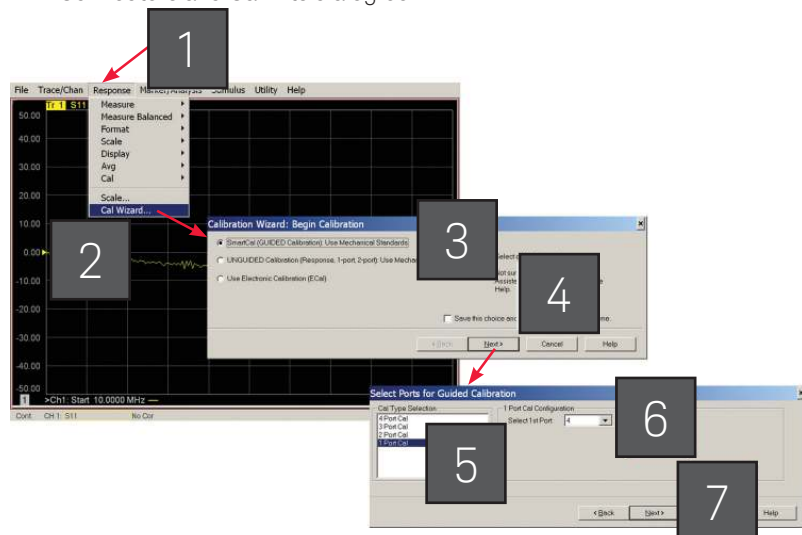 1
File Trace/Chan Response Utility Help
Tr 1 S11
Measure
Measure Balanced
Format
Scale
Display
Avg
Cal
Scale...
Cal Wizard...
50.00
40.00
30.00
20.00
10.00
0.00
-10.00
-20.00
-30.00
-40.00
-50.00
2
1 >Ch1: Start 10.0000 MHz
Cont. CH 1: S11 No Cor
Calibration Wizard: Begin Calibration
3
SmartCal (GUIDED Calibration): Use Mechanical Standards
UNGUIDED Calibration (Response, 1-port, 2-port): Use
Use Electronic Calibration (ECal)
Help.
4
Save this choice
< Back Next > Cancel Help
Select Ports for Guided Calibration
Cal Type Selection
4 Port Cal
3 Port Cal
2 Port Cal
1 Port Cal
5
1 Port Cal Configuration
Select 1st Port 4
6
< Back Next > Help
7